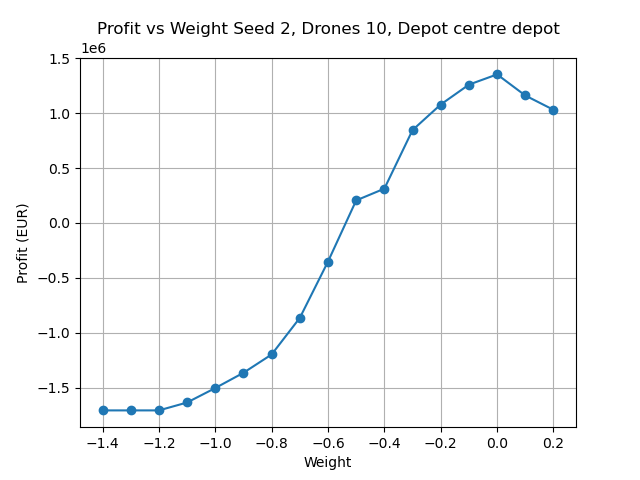 Profit vs Weight Seed 2, Drones 10, Depot centre depot
1e6
1.5
1.0
0.5
0.0
−0.5
−1.0
−1.5
Profit (EUR)
−1.4 −1.2 −1.0 −0.8 −0.6 −0.4 −0.2 0.0 0.2
Weight